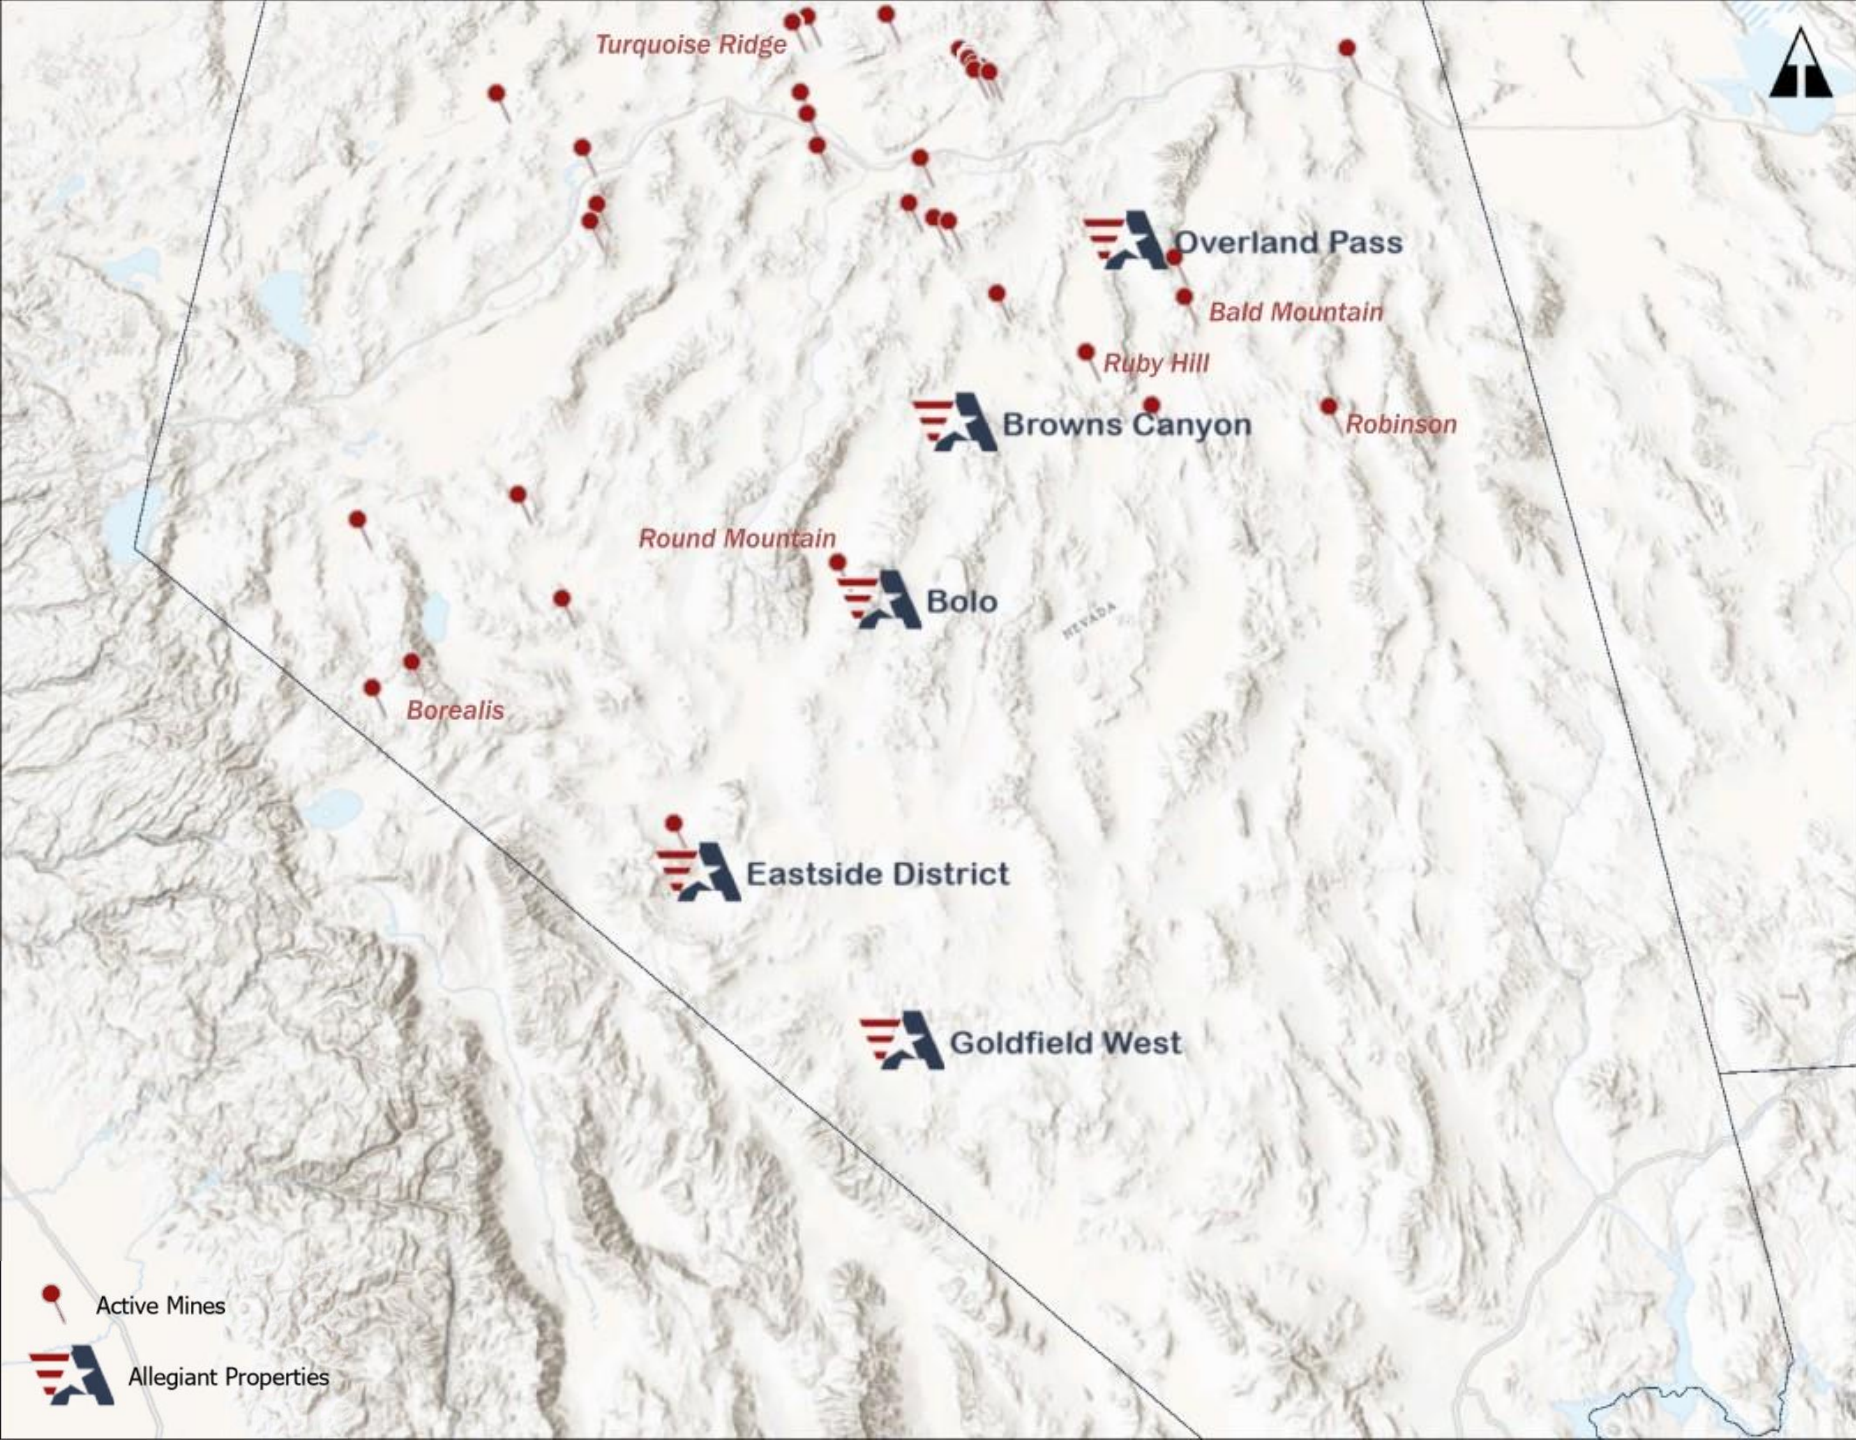 Turquoise Ridge
Overland Pass
Bald Mountain
Ruby Hill
Browns Canyon
Robinson
Round Mountain
Bolo
NEVADA
Borealis
Eastside District
Goldfield West
Active Mines
Allegiant Properties